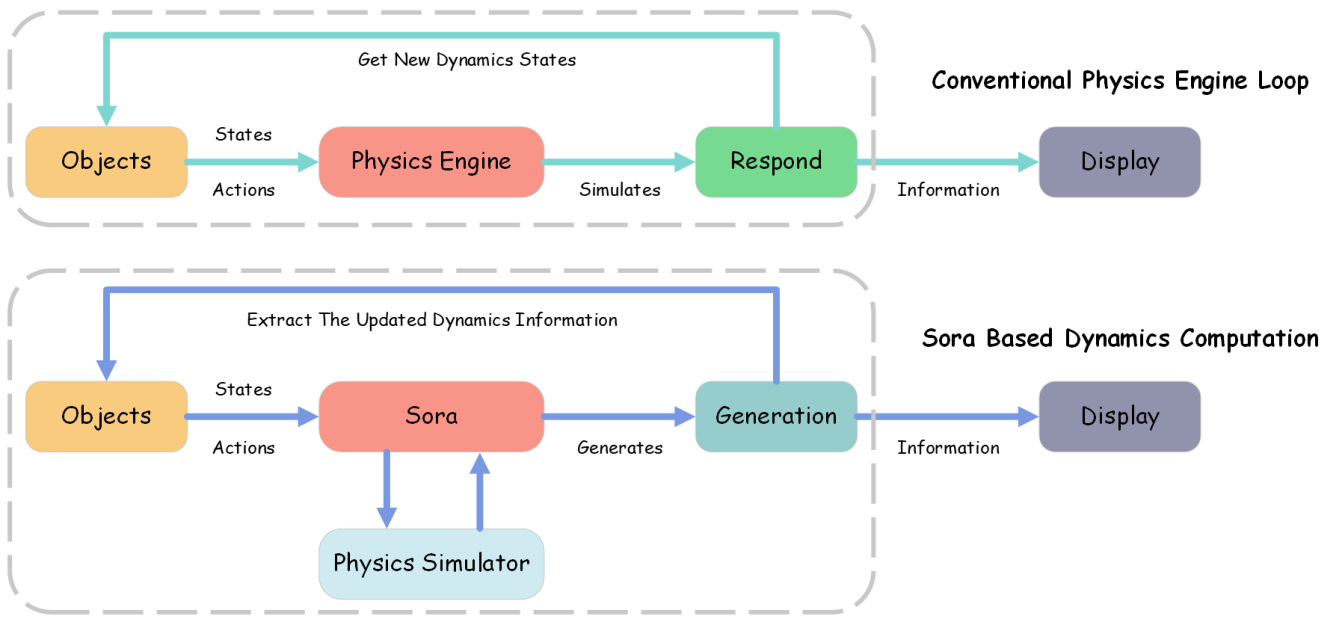 Get New Dynamics States
Conventional Physics Engine Loop
Objects
States
Actions
Physics Engine
Simulates
Respond
Information
Display
Extract The Updated Dynamics Information
Sora Based Dynamics Computation
Objects
States
Actions
Sora
Generates
Generation
Information
Display
Physics Simulator